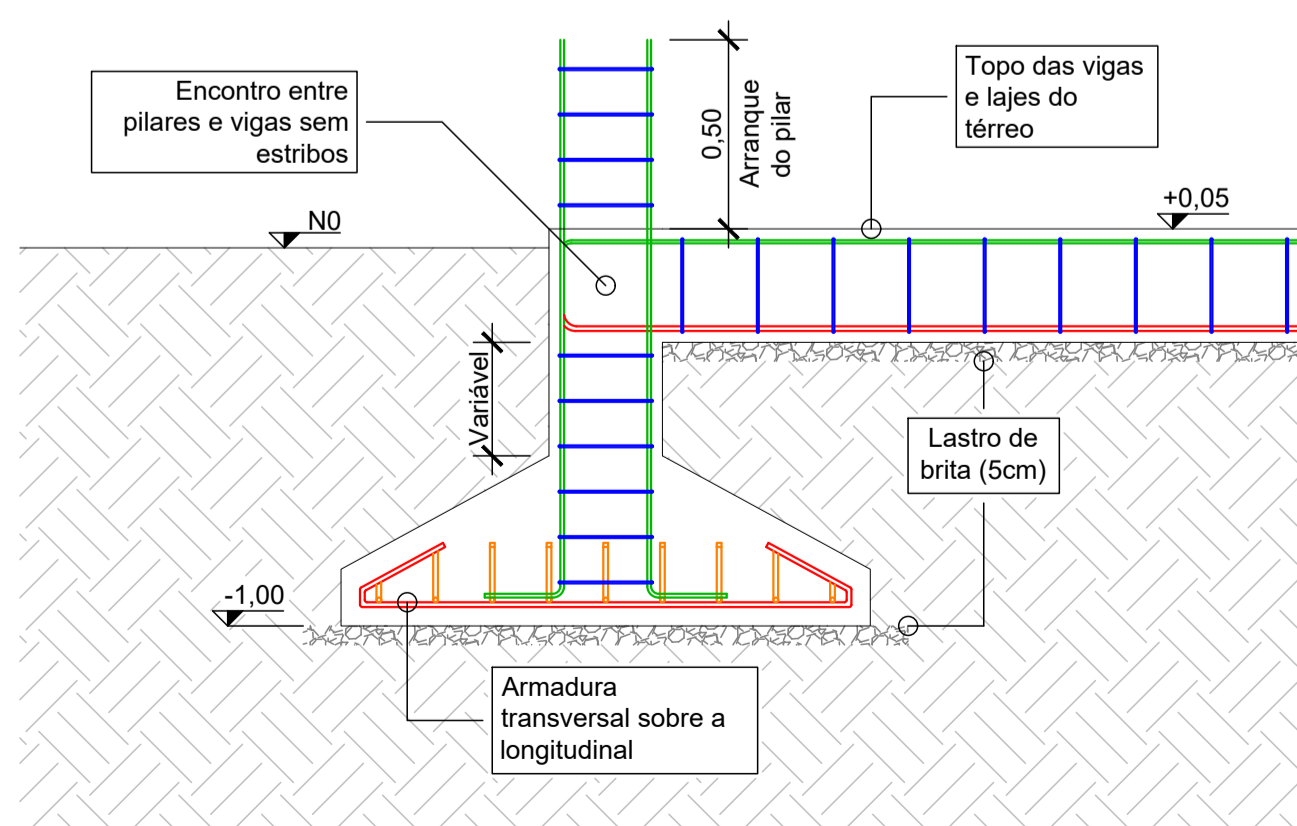 Encontro entre
pilares e vigas sem
estribos
0,50
Arranque
do pilar
Topo das vigas
e lajes do
térreo
N0
+0,05
Variável
Lastro de
brita (5cm)
-1,00
Armadura
transversal sobre a
longitudinal